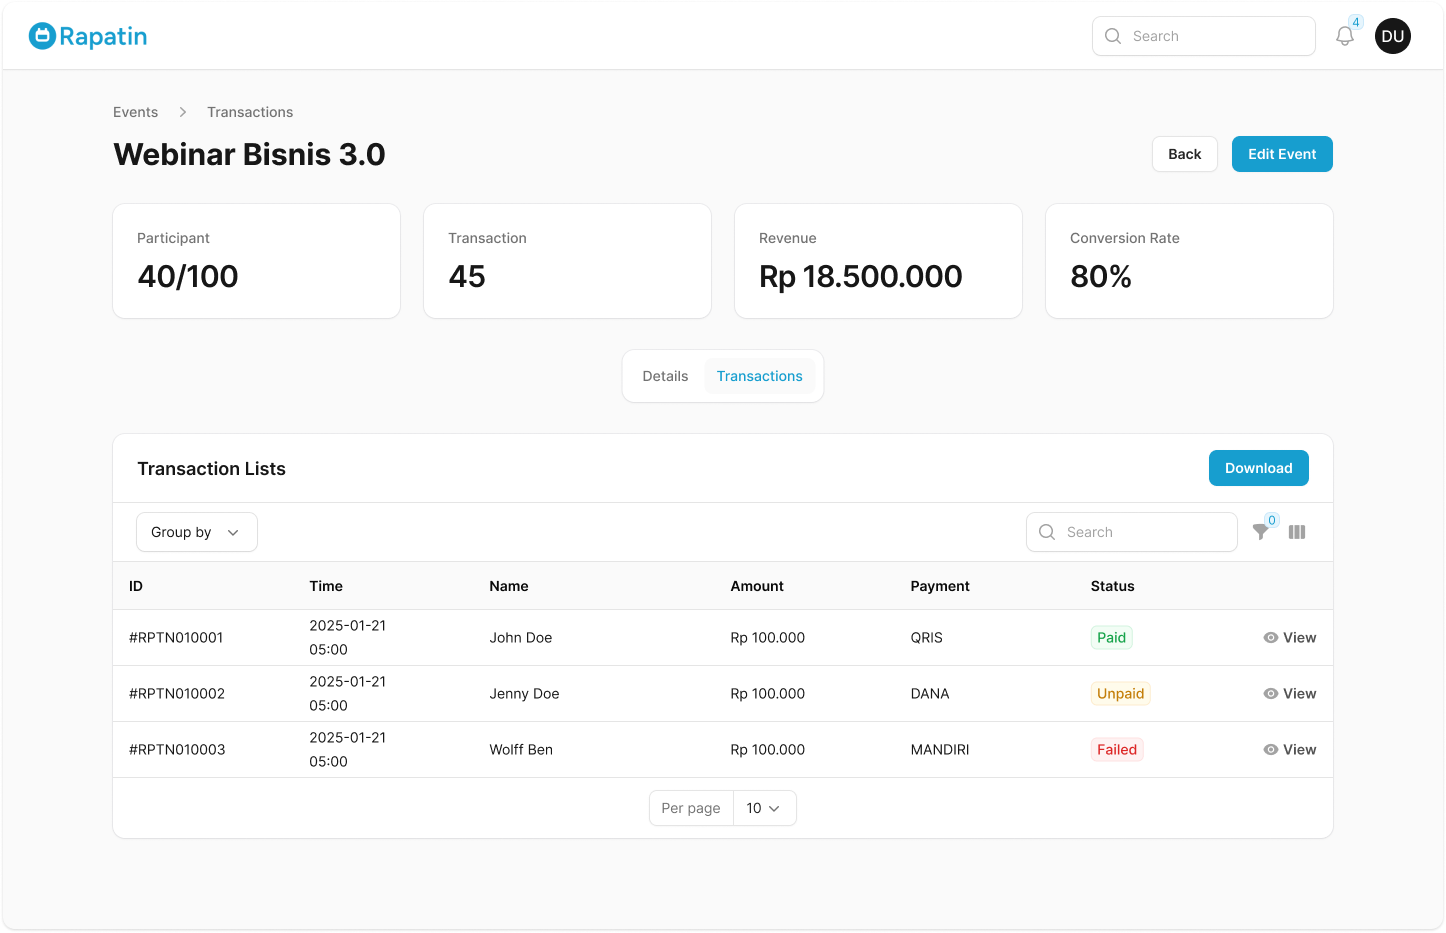 Rapatin
Search
4
DU
Events
Transactions
Webinar Bisnis 3.0
Back
Edit Event
Participant
40/100
Transaction
45
Revenue
Rp 18.500.000
Conversion Rate
80%
Details
Transactions
Transaction Lists
Download
Group by
Search
0
ID Time Name Amount Payment Status
#RPTN010001 2025-01-21 John Doe Rp 100.000 QRIS Paid View
05:00
#RPTN010002 2025-01-21 Jenny Doe Rp 100.000 DANA Unpaid View
05:00
#RPTN010003 2025-01-21 Wolff Ben Rp 100.000 MANDIRI Failed View
05:00
Per page 10